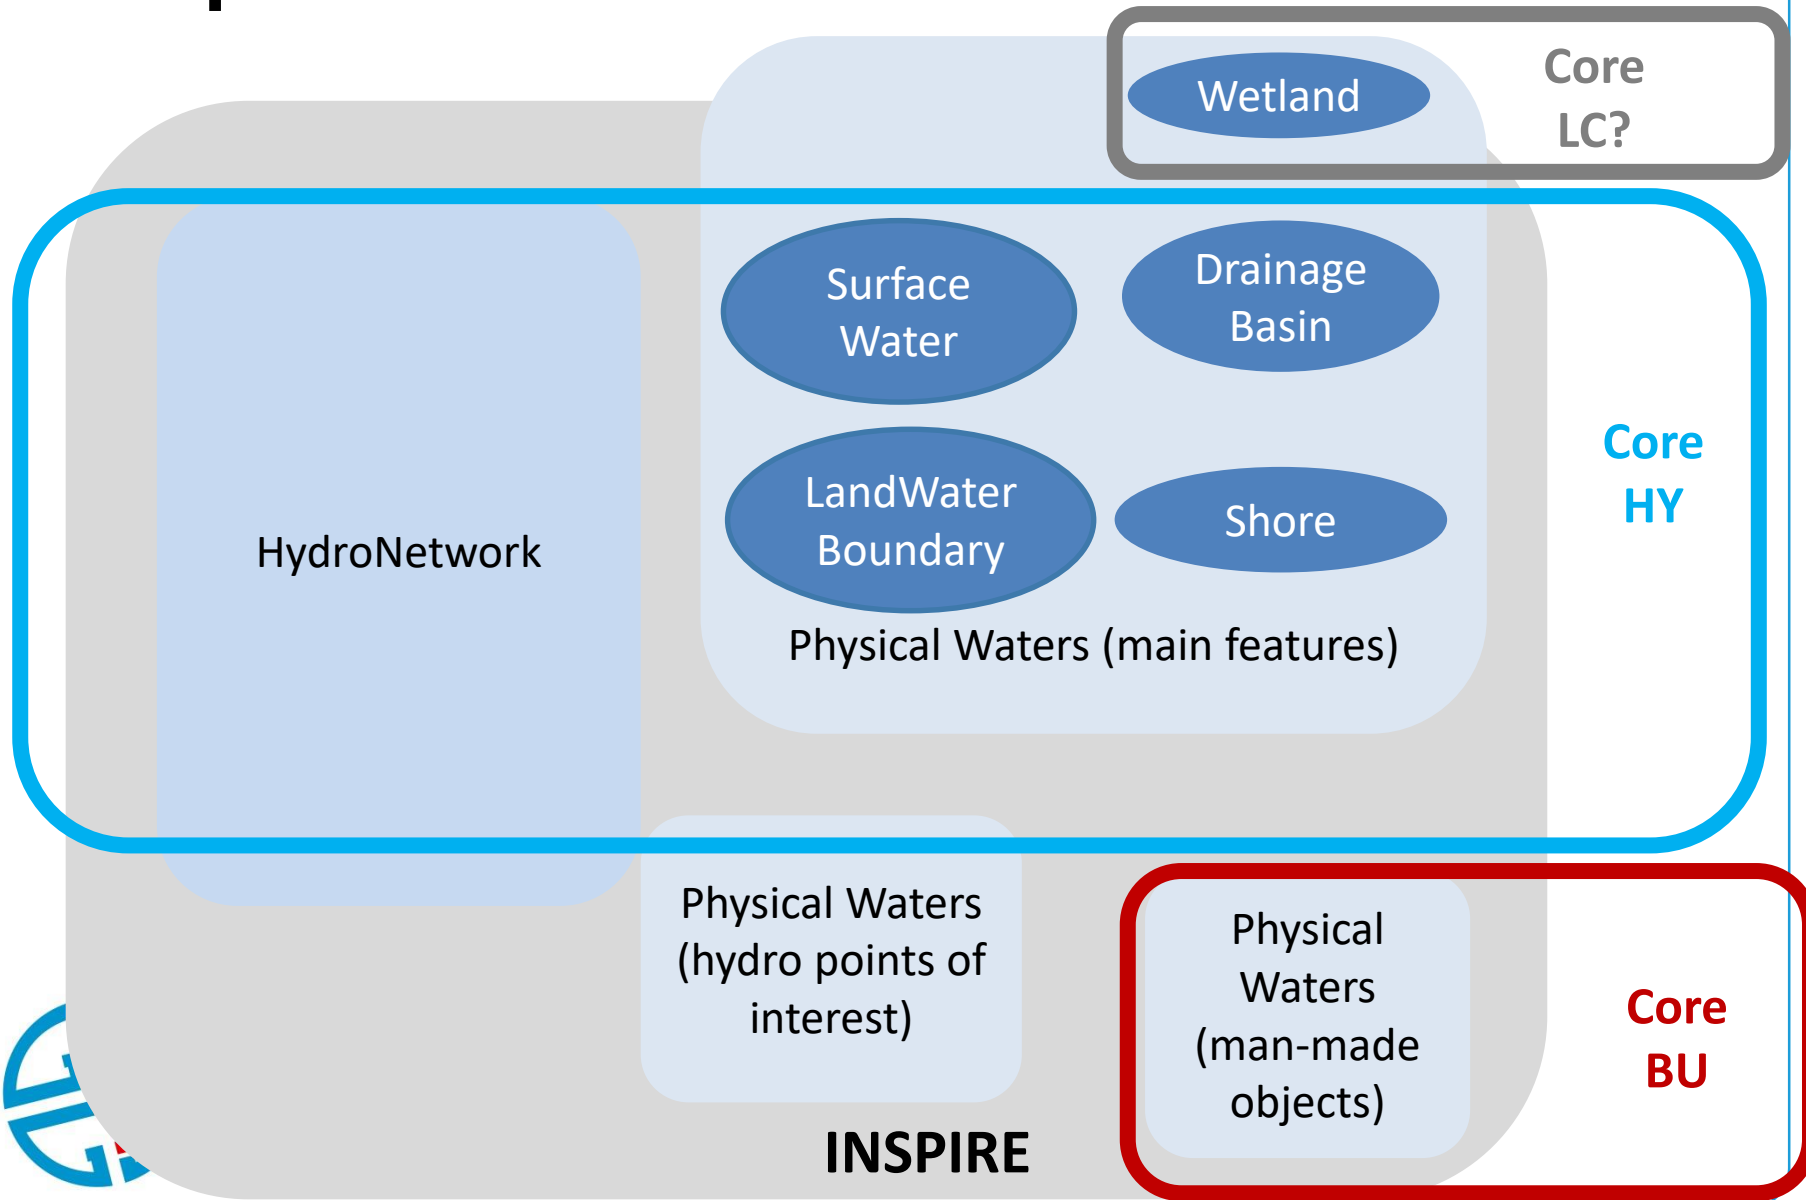 Wetland
Core
LC?
Surface
Water
Drainage
Basin
Core
HY
LandWater
Boundary
Shore
HydroNetwork
Physical Waters (main features)
Physical Waters
(hydro points of
interest)
Physical
Waters
(man-made
objects)
Core
BU
INSPIRE